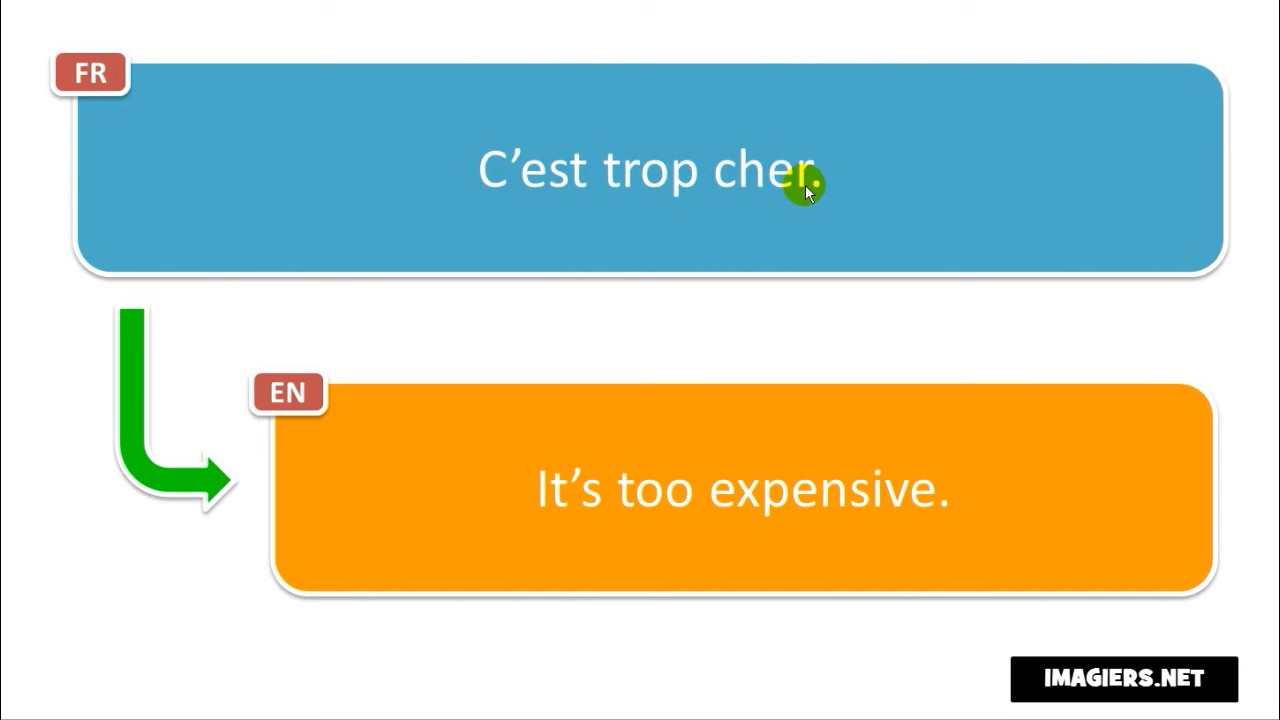 FR
C’est trop cher.
EN
It’s too expensive.
IMAGIERS.NET